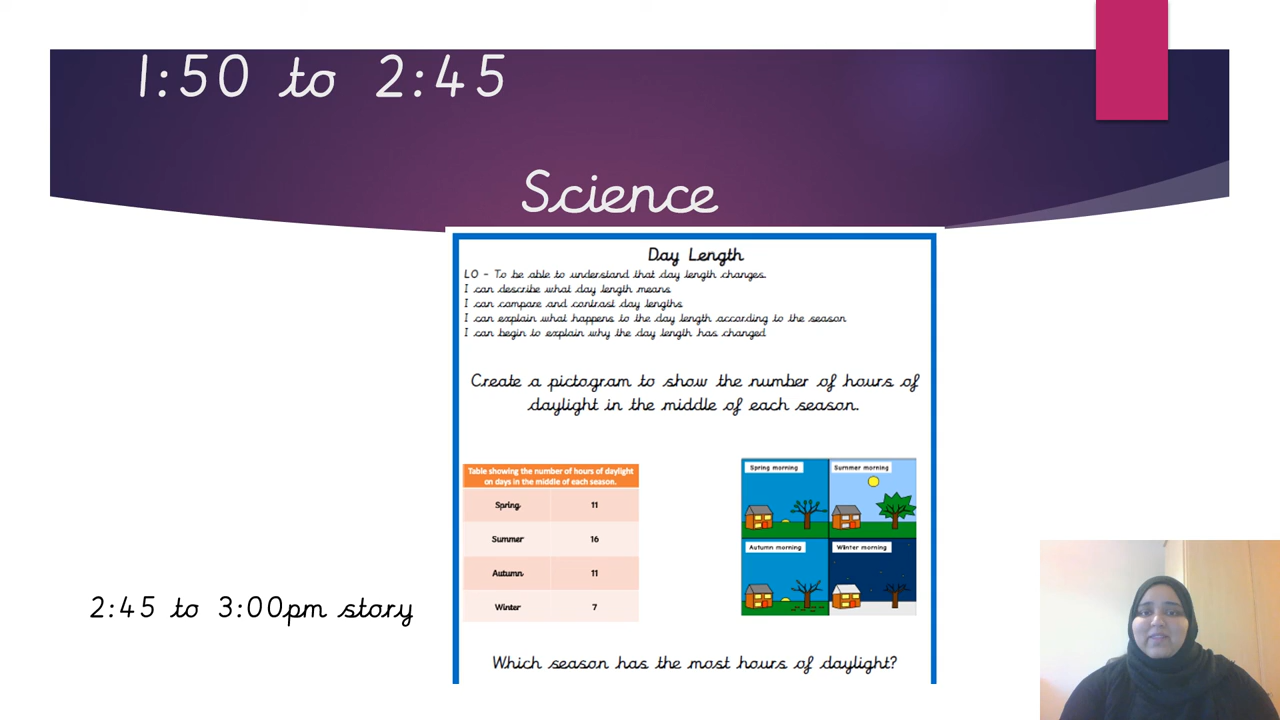 1:50 to 2:45
Science
Day Length
LO - To be able to understand that day length changes.
I can describe what day length means
I can compare and contrast day lengths
I can explain what happens to the day length according to the season
I can begin to explain why the day length has changed
Create a pictogram to show the number of hours of
daylight in the middle of each season.
Table showing the number of hours of daylight
on days in the middle of each season.
Spring 11
Summer 16
Autumn 11
Winter 7
Spring morning
Summer morning
Autumn morning
Winter morning
2:45 to 3:00pm story
Which season has the most hours of daylight?